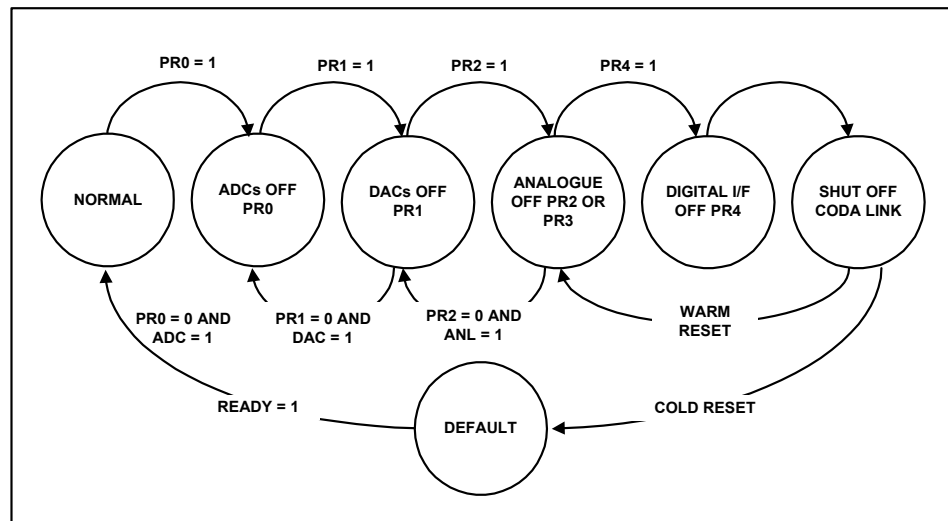 PR0 = 1
PR1 = 1
PR2 = 1
PR4 = 1
NORMAL
ADCs OFF
PR0
DACs OFF
PR1
ANALOGUE
OFF PR2 OR
PR3
DIGITAL I/F
OFF PR4
SHUT OFF
CODA LINK
PR0 = 0 AND
ADC = 1
PR1 = 0 AND
DAC = 1
PR2 = 0 AND
ANL = 1
WARM
RESET
READY = 1
DEFAULT
COLD RESET